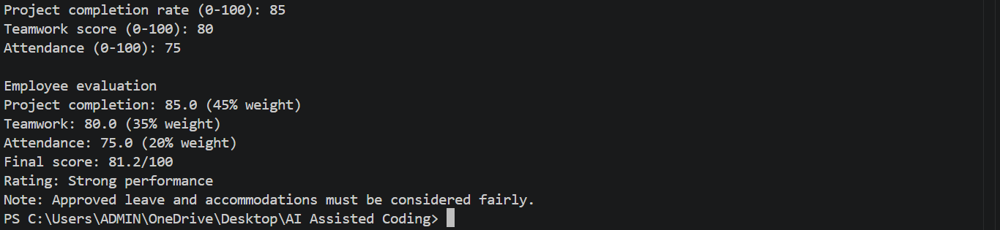 Project completion rate (0-100): 85
Teamwork score (0-100): 80
Attendance (0-100): 75

Employee evaluation
Project completion: 85.0 (45% weight)
Teamwork: 80.0 (35% weight)
Attendance: 75.0 (20% weight)
Final score: 81.2/100
Rating: Strong performance
Note: Approved leave and accommodations must be considered fairly.
PS C:\Users\ADMIN\OneDrive\Desktop\AI Assisted Coding>